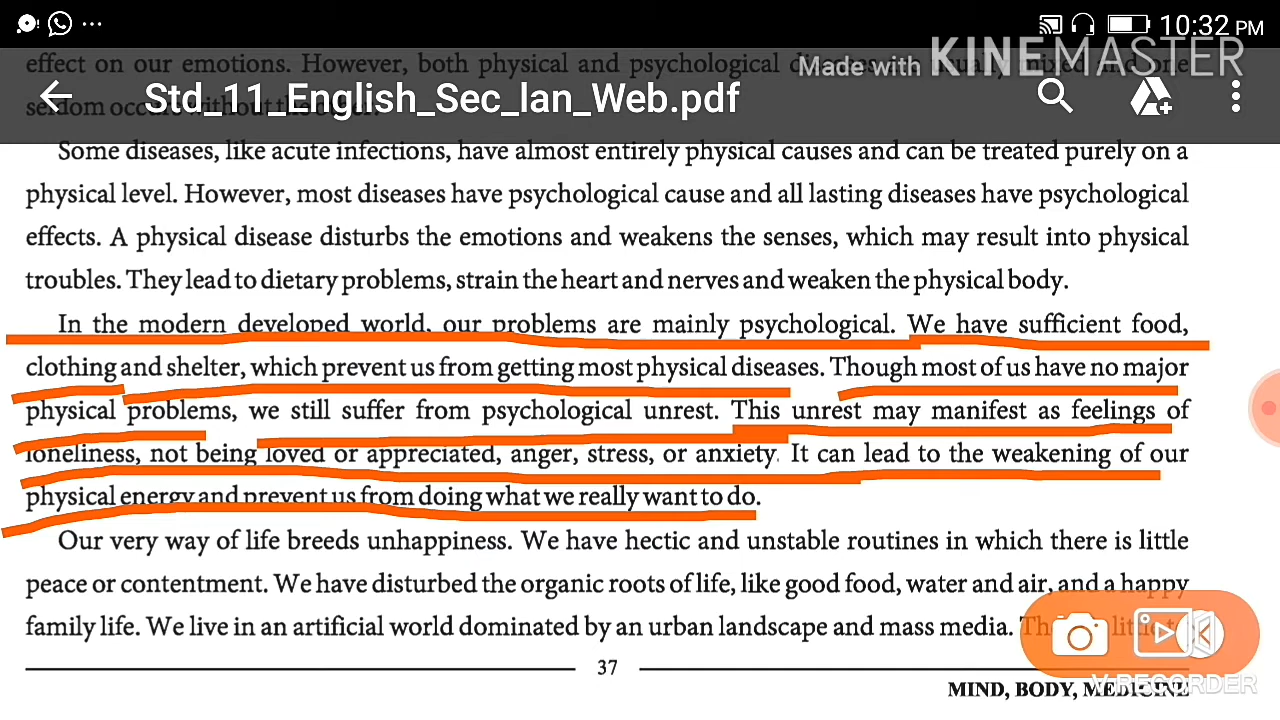 10:32 PM
effect on our emotions. However, both physical and psychological
Made with KINEMASTER
Std_11_English_Sec_lan_Web.pdf
Some diseases, like acute infections, have almost entirely physical causes and can be treated purely on a
physical level. However, most diseases have psychological cause and all lasting diseases have psychological
effects. A physical disease disturbs the emotions and weakens the senses, which may result into physical
troubles. They lead to dietary problems, strain the heart and nerves and weaken the physical body.
In the modern developed world, our problems are mainly psychological. We have sufficient food,
clothing and shelter, which prevent us from getting most physical diseases. Though most of us have no major
physical problems, we still suffer from psychological unrest. This unrest may manifest as feelings of
loneliness, not being loved or appreciated, anger, stress, or anxiety. It can lead to the weakening of our
physical energy and prevent us from doing what we really want to do.
Our very way of life breeds unhappiness. We have hectic and unstable routines in which there is little
peace or contentment. We have disturbed the organic roots of life, like good food, water and air, and a happy
family life. We live in an artificial world dominated by an urban landscape and mass media.
37
MIND, BODY, MEDICINE
V RECORDER